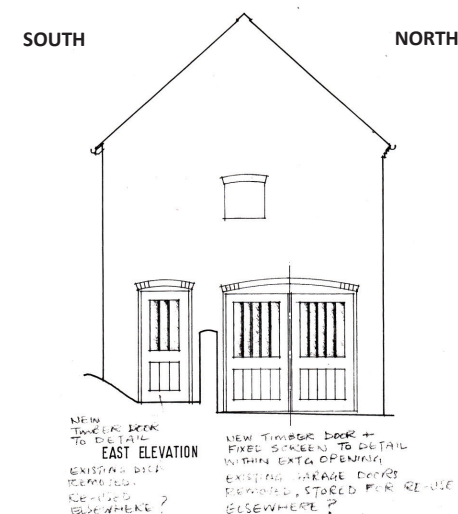 SOUTH
NORTH
NEW
TIMBER DOOR
TO DETAIL
EAST ELEVATION
EXISTING DOOR
REMOVED.
RE-USED
ELSEWHERE ?
NEW TIMBER DOOR +
FIXED SCREEN TO DETAIL
WITHIN EXTG OPENING
EXISTING GARAGE DOORS
REMOVED, STORED FOR RE-USE
ELSEWHERE ?